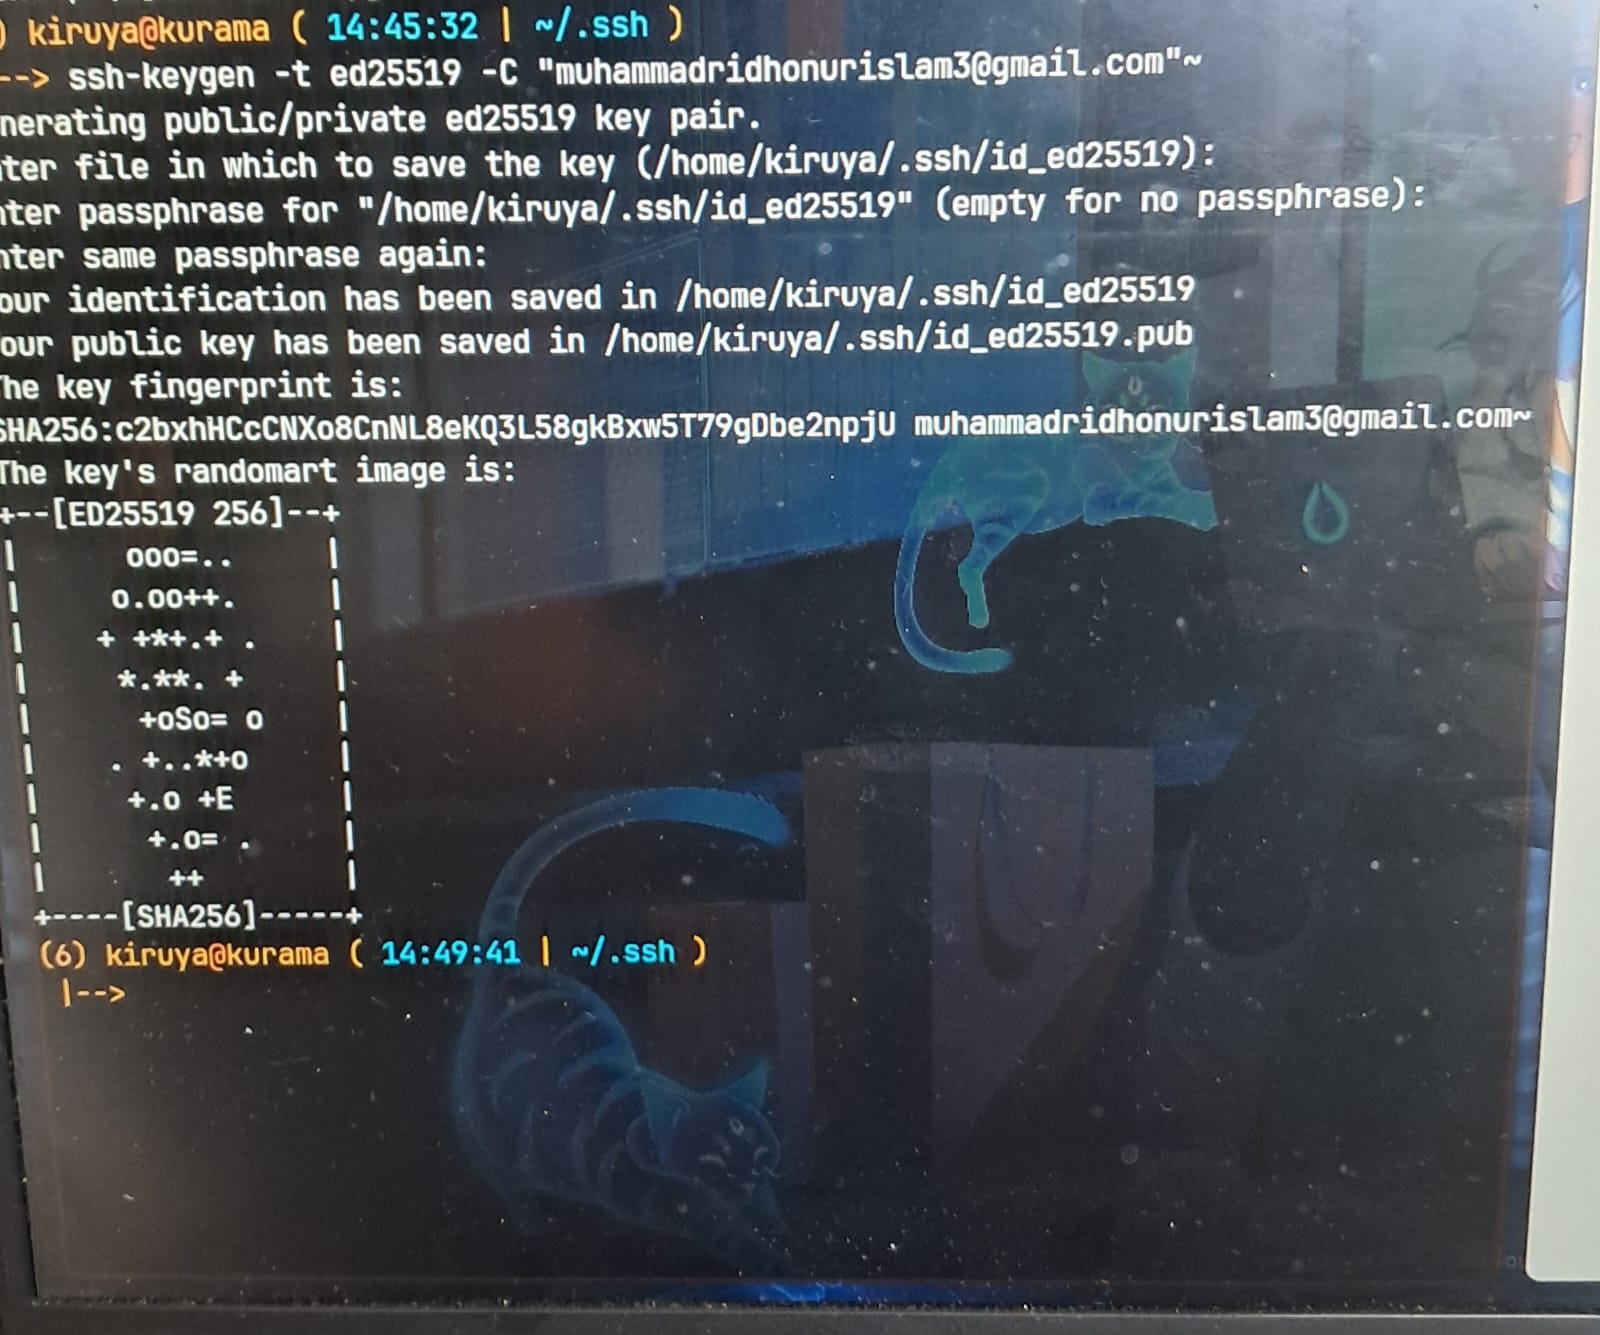 ) kiruya@kurama ( 14:45:32 | ~/.ssh )
--> ssh-keygen -t ed25519 -C "muhammadridhonurislam3@gmail.com"~
nerating public/private ed25519 key pair.
ter file in which to save the key (/home/kiruya/.ssh/id_ed25519):
nter passphrase for "/home/kiruya/.ssh/id_ed25519" (empty for no passphrase):
nter same passphrase again:
our identification has been saved in /home/kiruya/.ssh/id_ed25519
our public key has been saved in /home/kiruya/.ssh/id_ed25519.pub
The key fingerprint is:
SHA256:c2bxhHCcCNXo8CnNL8eKQ3L58gkBxw5T79gDbe2npjU muhammadridhonurislam3@gmail.com~
The key's randomart image is:
+--[ED25519 256]--+
|      ooo=..     |
|     o.oo++.     |
|    + +*+.+ .    |
|     *.**. +     |
|      +oSo= o    |
|    . +..*+o     |
|     +.o +E      |
|      +.o= .     |
|       ++        |
+----[SHA256]-----+
(6) kiruya@kurama ( 14:49:41 | ~/.ssh )
|-->